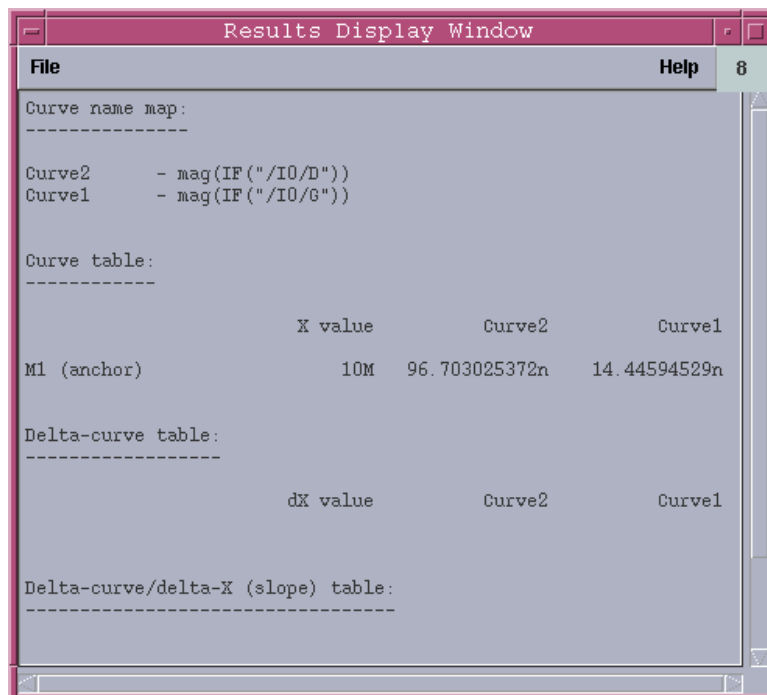 Results Display Window
File Help 8
Curve name map:
---------------
Curve2 - mag(IF("/I0/D"))
Curve1 - mag(IF("/I0/G"))
Curve table:
------------
X value Curve2 Curve1
M1 (anchor) 10M 96.703025372n 14.44594529n
Delta-curve table:
------------------
dX value Curve2 Curve1
Delta-curve/delta-X (slope) table:
----------------------------------